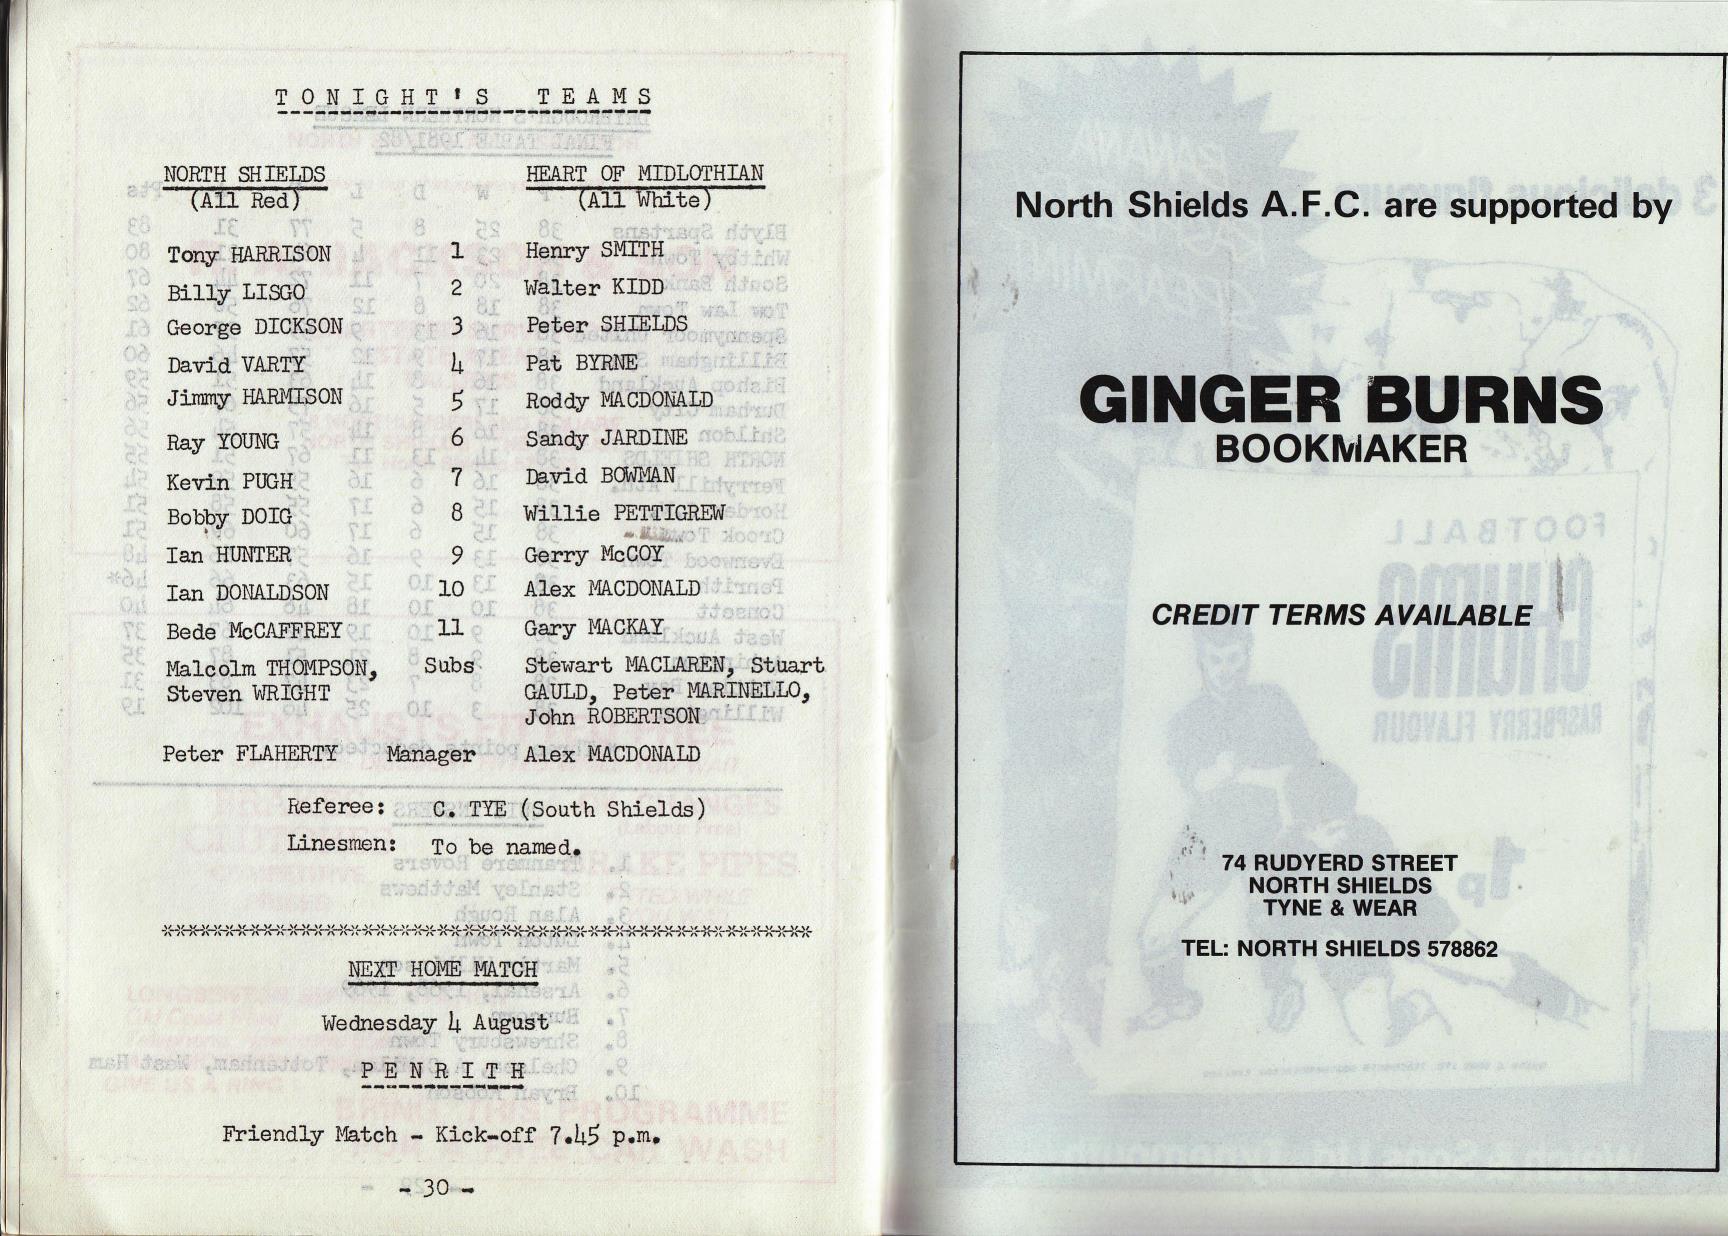 TONIGHT'S TEAMS
NORTH SHIELDS HEART OF MIDLOTHIAN
(All Red) (All White)
Tony HARRISON 1 Henry SMITH
Billy LISGO 2 Walter KIDD
George DICKSON 3 Peter SHIELDS
David VARTY 4 Pat BYRNE
Jimmy HARMISON 5 Roddy MACDONALD
Ray YOUNG 6 Sandy JARDINE
Kevin PUGH 7 David BOWMAN
Bobby DOIG 8 Willie PETTIGREW
Ian HUNTER 9 Gerry McCOY
Ian DONALDSON 10 Alex MACDONALD
Bede McCAFFREY 11 Gary MACKAY
Malcolm THOMPSON, Subs Stewart MACLAREN, Stuart
Steven WRIGHT GAULD, Peter MARINELLO,
John ROBERTSON
Peter FLAHERTY Manager Alex MACDONALD
Referee: C. TYE (South Shields)
Linesmen: To be named.
NEXT HOME MATCH
Wednesday 4 August
PENRITH
Friendly Match - Kick-off 7.45 p.m.
- 30 -
North Shields A.F.C. are supported by
GINGER BURNS
BOOKMAKER
CREDIT TERMS AVAILABLE
74 RUDYERD STREET
NORTH SHIELDS
TYNE & WEAR
TEL: NORTH SHIELDS 578862